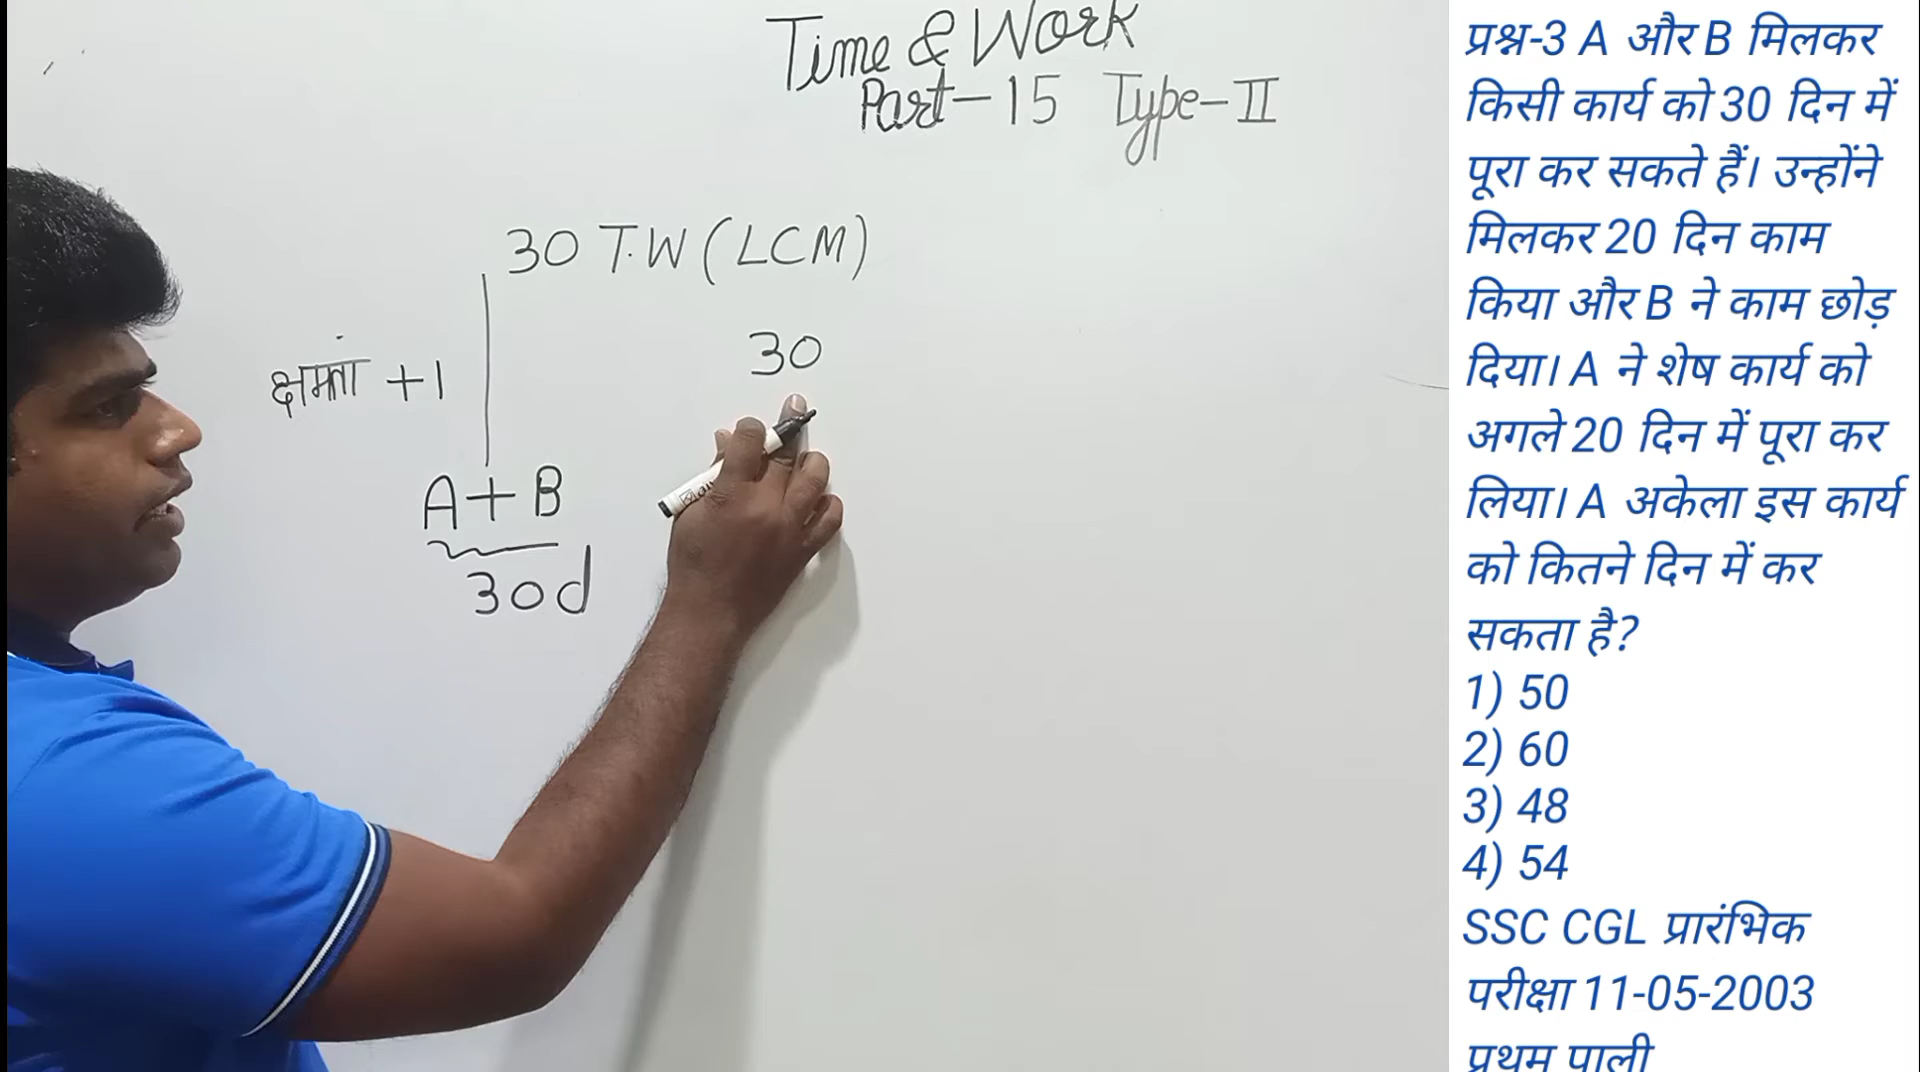 Time & Work
Part-15 Type-II
30 T.W (LCM)
30
क्षमता +1
A+B
30d
प्रश्न-3 A और B मिलकर
किसी कार्य को 30 दिन में
पूरा कर सकते हैं। उन्होंने
मिलकर 20 दिन काम
किया और B ने काम छोड़
दिया। A ने शेष कार्य को
अगले 20 दिन में पूरा कर
लिया। A अकेला इस कार्य
को कितने दिन में कर
सकता है?
1) 50
2) 60
3) 48
4) 54
SSC CGL प्रारंभिक
परीक्षा 11-05-2003
प्रथम पाली